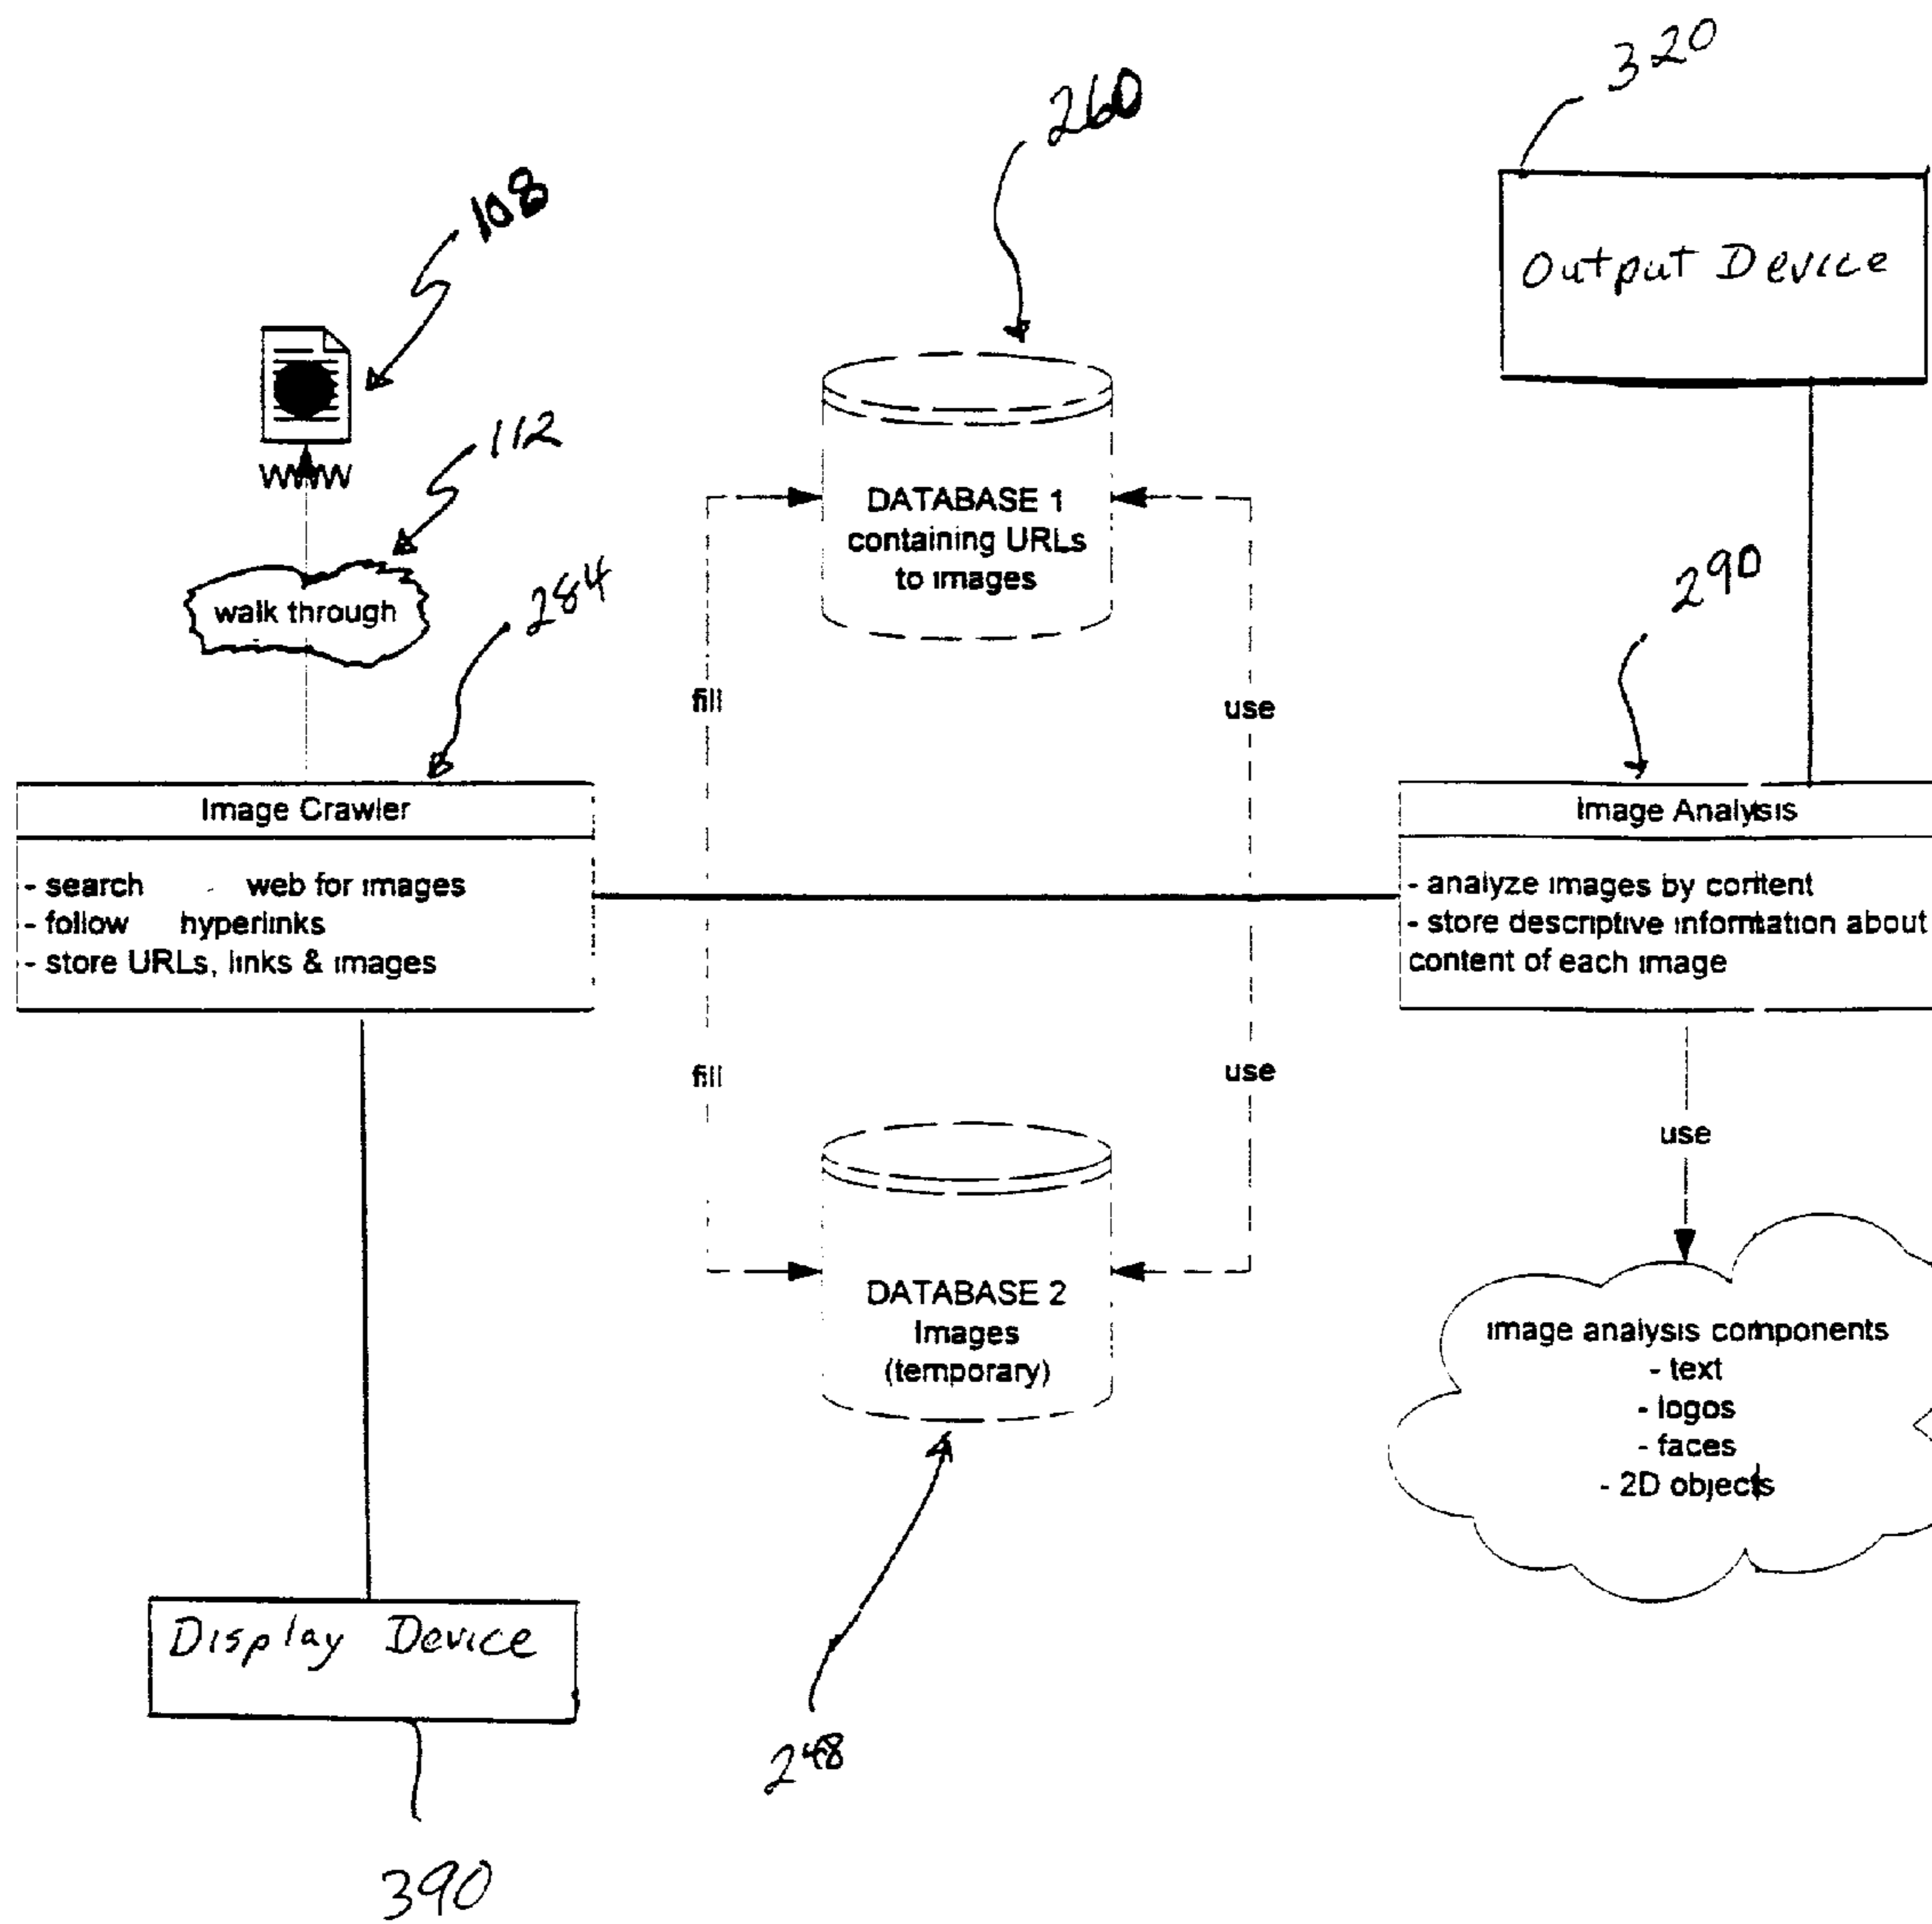 320
260
108
Output Device
WWW
112
DATABASE 1
containing URLs
to images
290
walk through
284
fill
use
Image Crawler
Image Analysis
- search web for images
- follow hyperlinks
- store URLs, links & images
- analyze images by content
- store descriptive information about
content of each image
fill
use
use
DATABASE 2
Images
(temporary)
image analysis components
- text
- logos
- faces
- 2D objects
Display Device
248
390